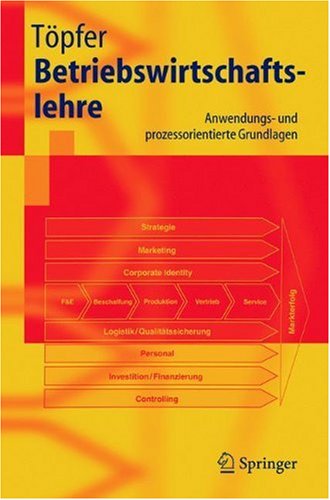 Töpfer
Betriebswirtschafts-
lehre
Anwendungs- und
prozessorientierte Grundlagen
Strategie
Marketing
Corporate Identity
F&E
Beschaffung
Produktion
Vertrieb
Service
Logistik/Qualitätssicherung
Personal
Investition/Finanzierung
Controlling
Markterfolg
Springer